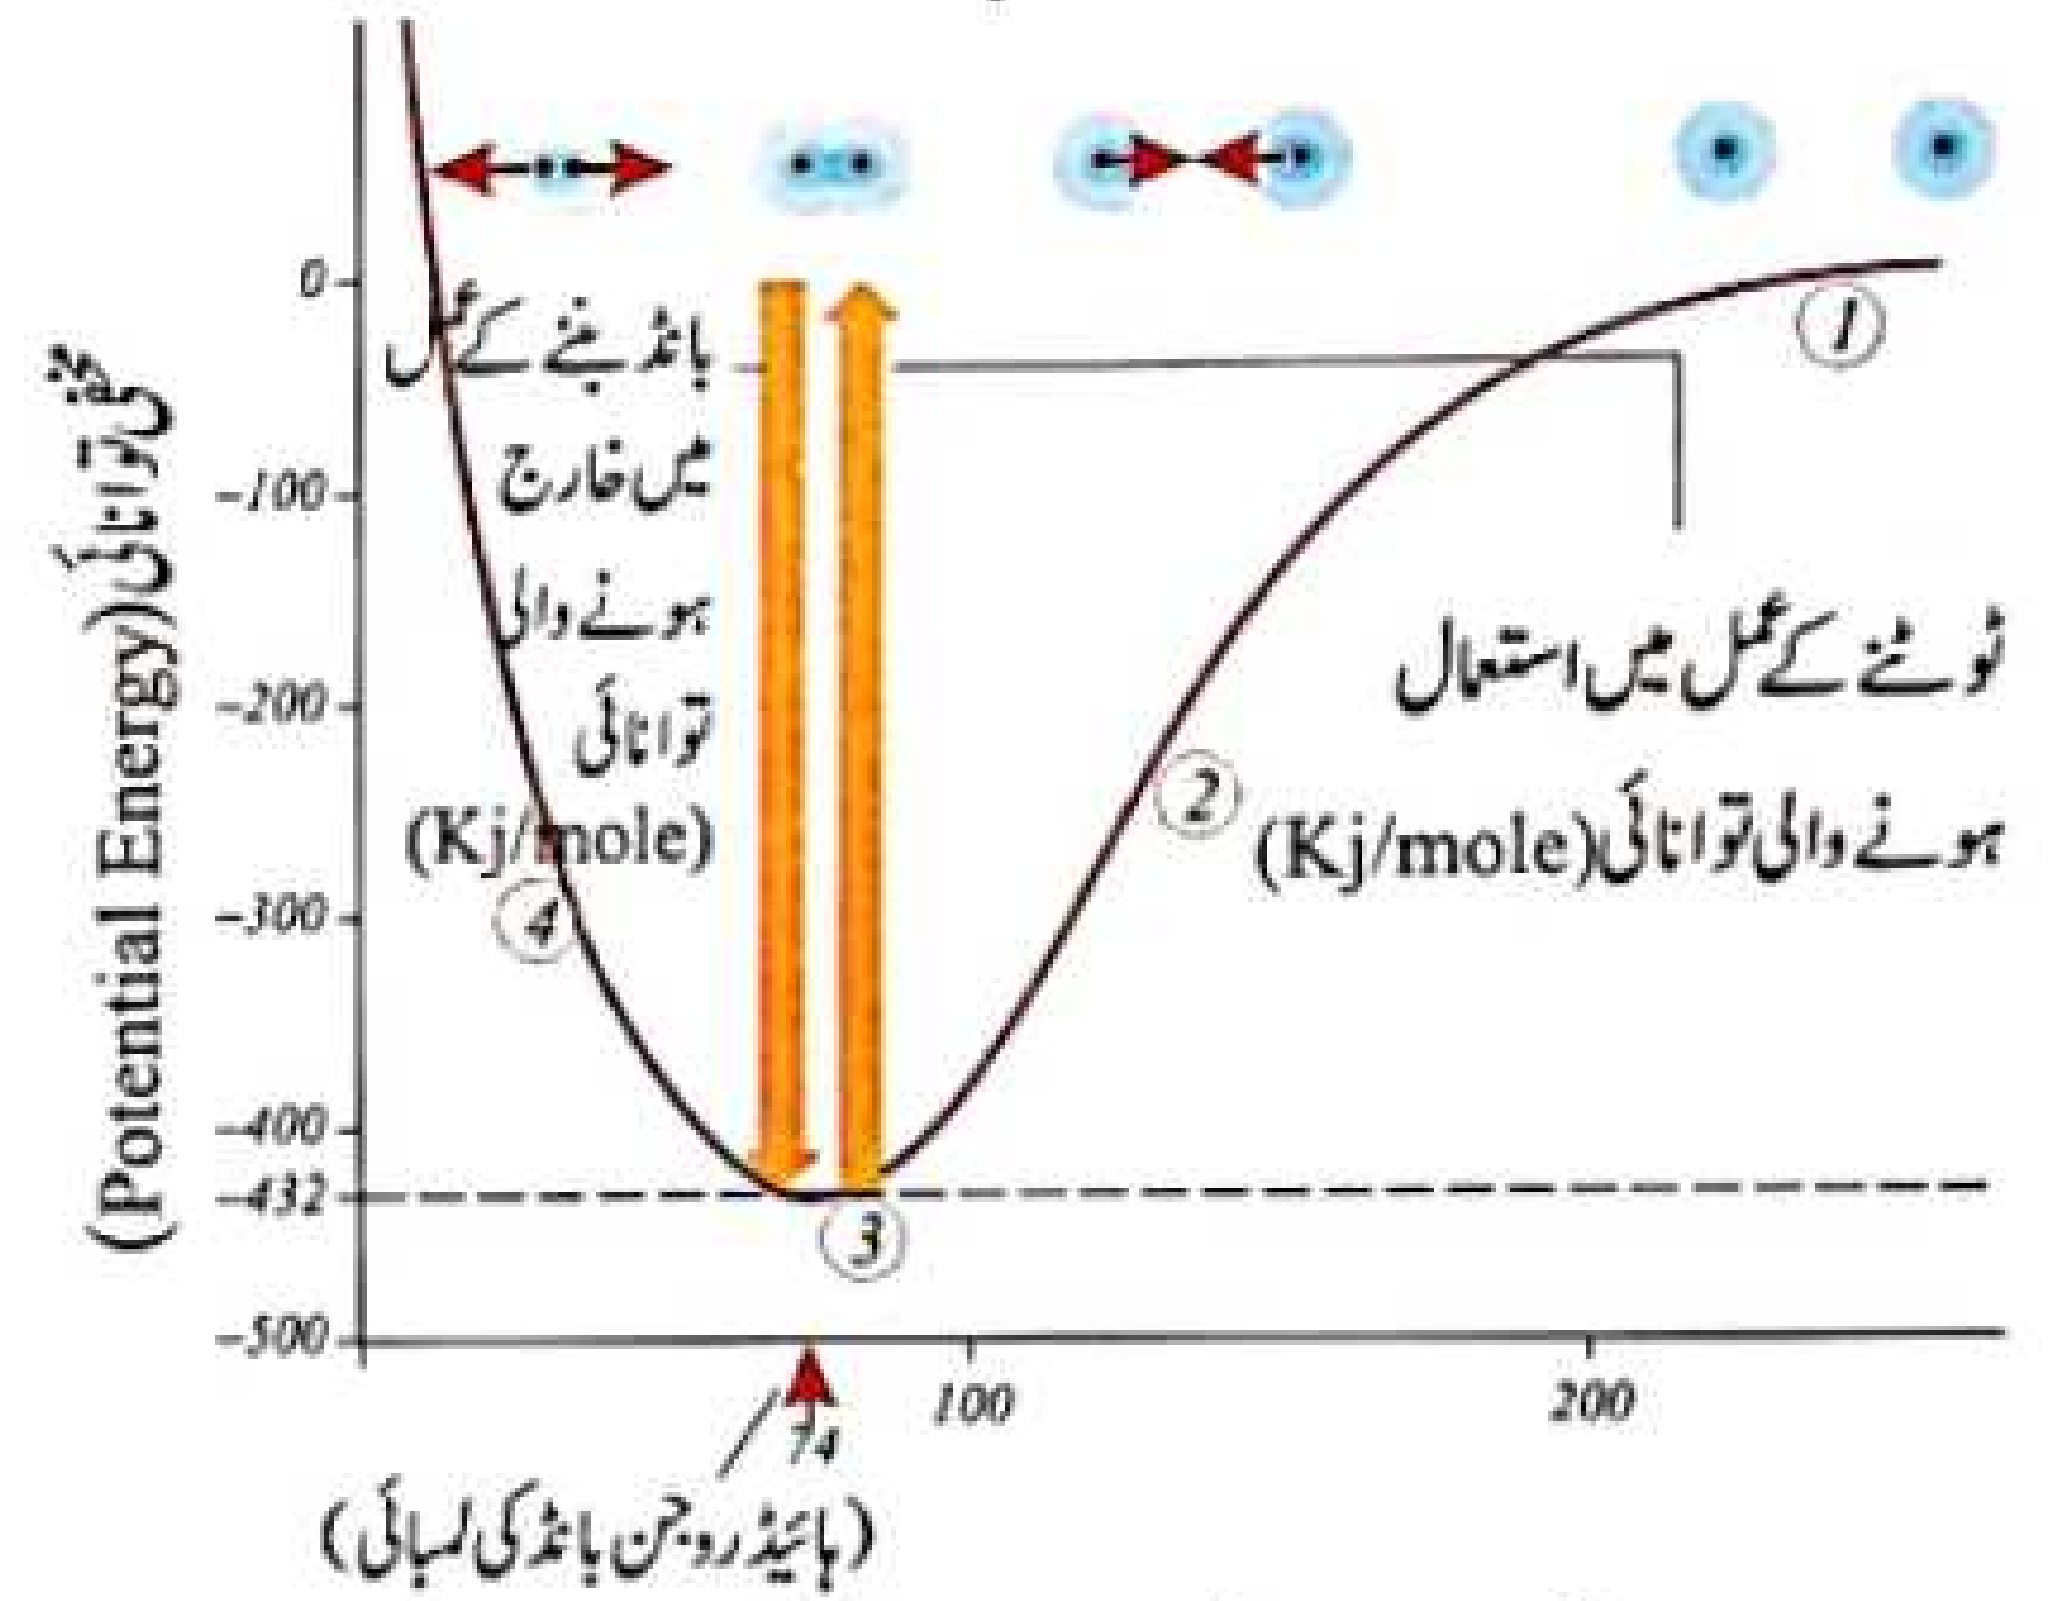 0
-100
-200
-300
-400
-432
-500
مخفی توانائی (Potential Energy)
بانڈ بننے کے عمل
میں خارج
ہونے والی
توانائی
(Kj/mole)
1
ٹوٹنے کے عمل میں استعمال
ہونے والی توانائی (Kj/mole)
2
4
3
74
100
200
(ہائیڈروجن بانڈ کی لمبائی)